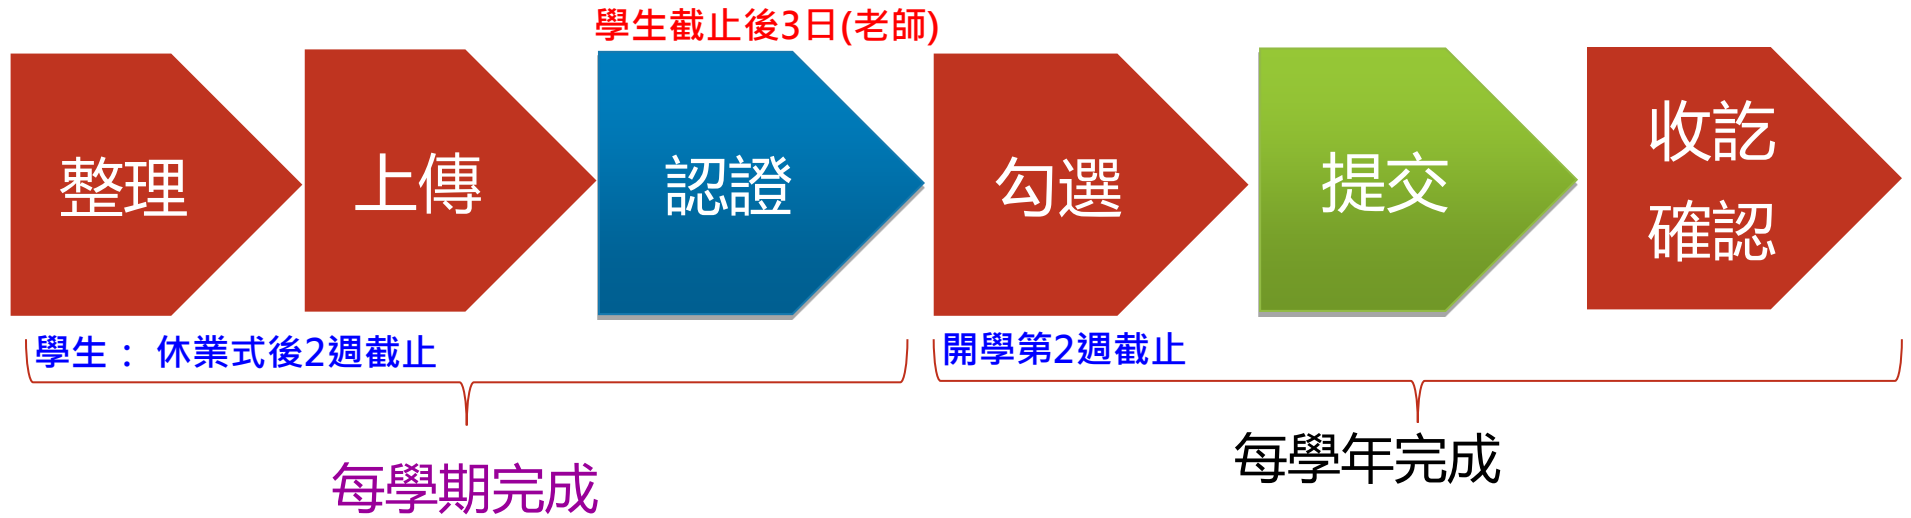 學生截止後3日(老師)
整理
上傳
認證
勾選
提交
收訖
確認
學生： 休業式後2週截止
開學第2週截止
每學期完成
每學年完成